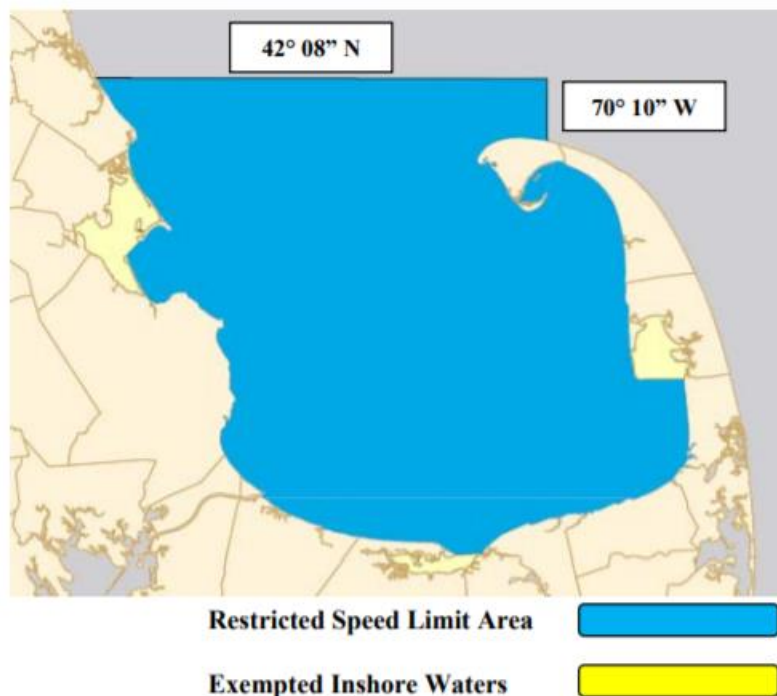 42° 08” N
70° 10” W
Restricted Speed Limit Area
Exempted Inshore Waters